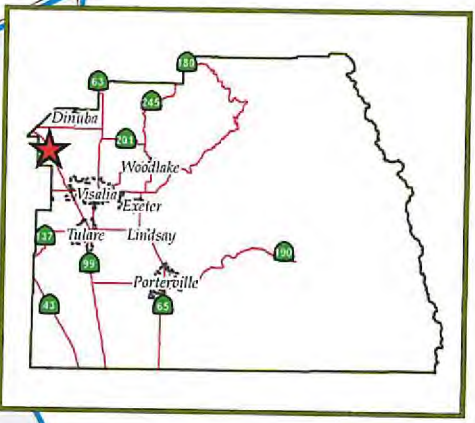 180
63
245
Dinuba
201
Woodlake
Visalia
Exeter
137
Tulare
Lindsay
99
190
Porterville
43
65